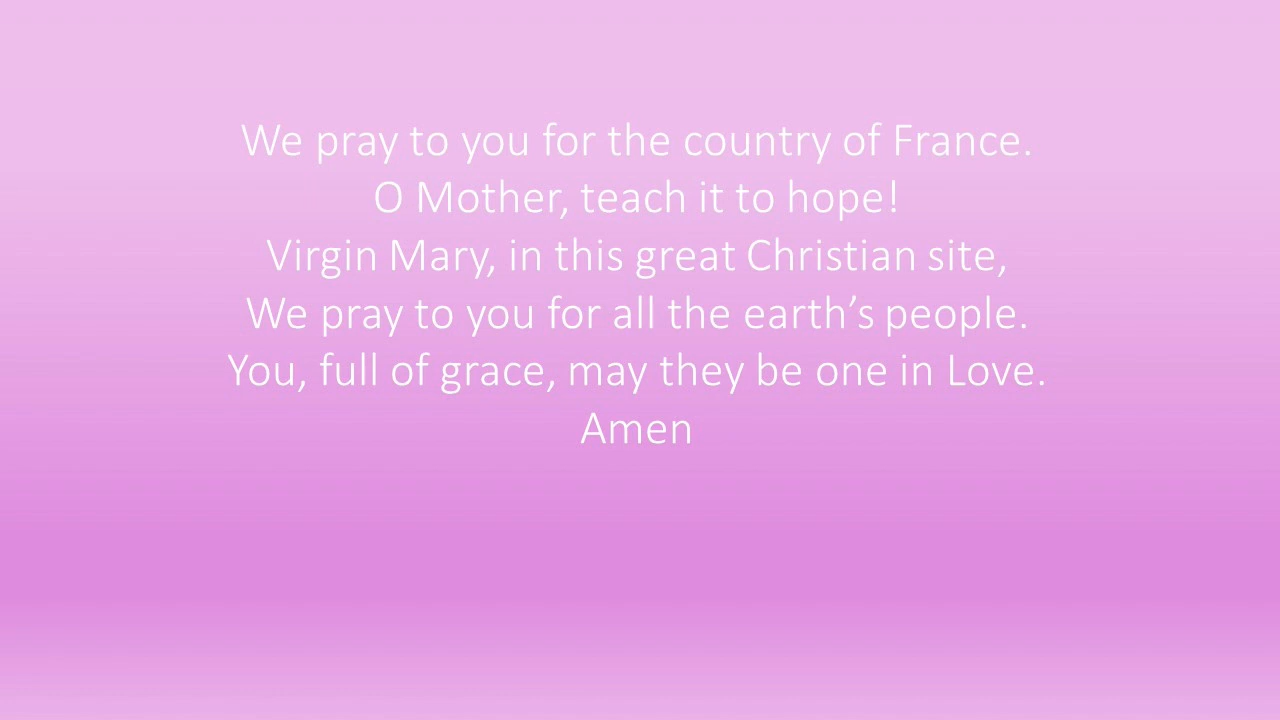 We pray to you for the country of France.
O Mother, teach it to hope!
Virgin Mary, in this great Christian site,
We pray to you for all the earth’s people.
You, full of grace, may they be one in Love.
Amen